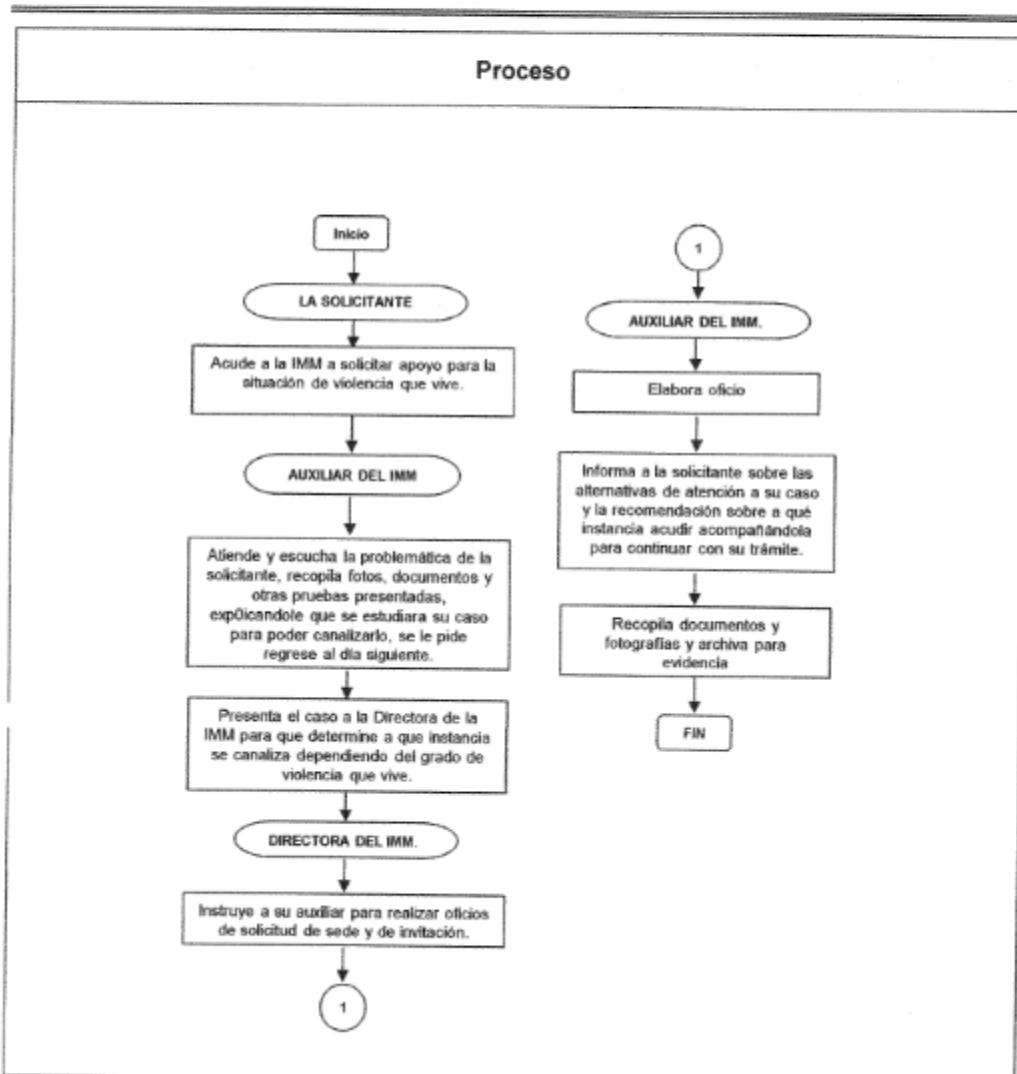 Proceso
Inicio
LA SOLICITANTE
Acude a la IMM a solicitar apoyo para la
situación de violencia que vive.
AUXILIAR DEL IMM
Atiende y escucha la problemática de la
solicitante, recopila fotos, documentos y
otras pruebas presentadas,
exp0icandole que se estudiara su caso
para poder canalizarlo, se le pide
regrese al día siguiente.
Presenta el caso a la Directora de la
IMM para que determine a que instancia
se canaliza dependiendo del grado de
violencia que vive.
DIRECTORA DEL IMM.
Instruye a su auxiliar para realizar oficios
de solicitud de sede y de invitación.
1
1
AUXILIAR DEL IMM.
Elabora oficio
Informa a la solicitante sobre las
alternativas de atención a su caso
y la recomendación sobre a qué
instancia acudir acompañándola
para continuar con su trámite.
Recopila documentos y
fotografías y archiva para
evidencia
FIN